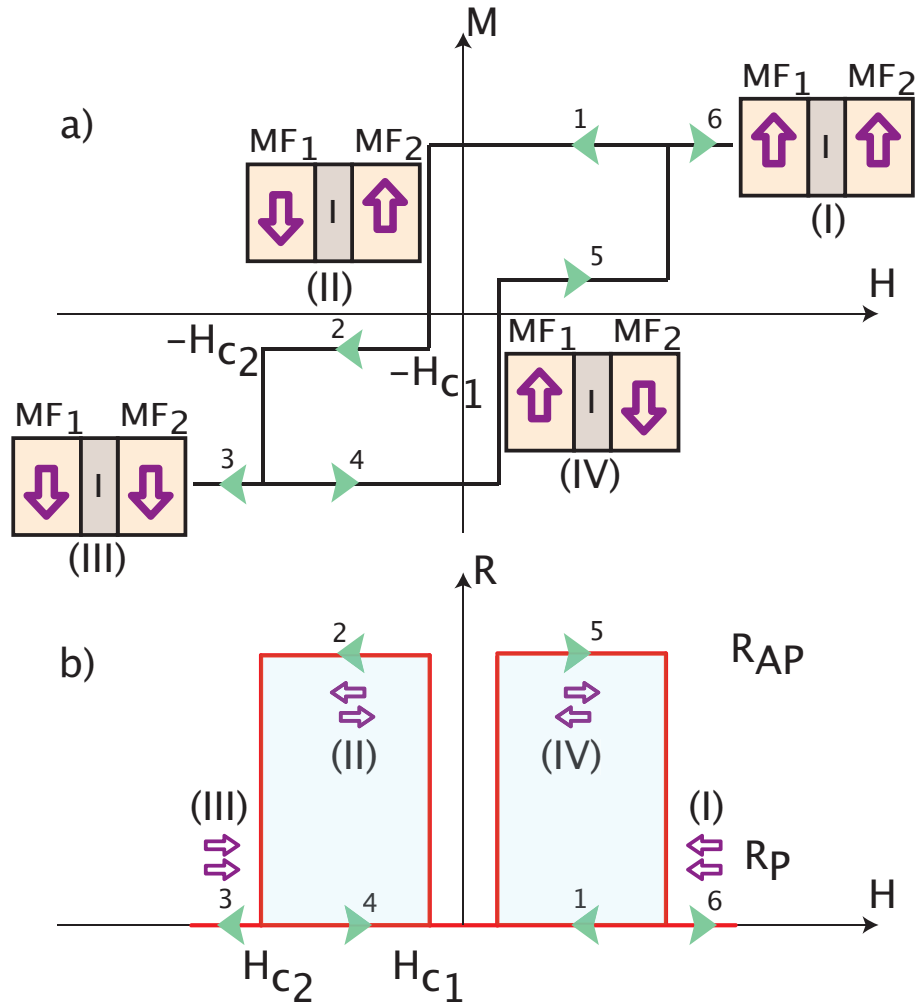 M
a)
MF1 MF2
1
6
MF1 MF2
I
(I)
I
(II)
5
H
2
–Hc2
–Hc1
MF1 MF2
I
(IV)
MF1 MF2
3
4
I
(III)
R
b)
2
5
RAP
(II)
(IV)
(III)
(I)
RP
3
4
1
6
H
Hc2
Hc1